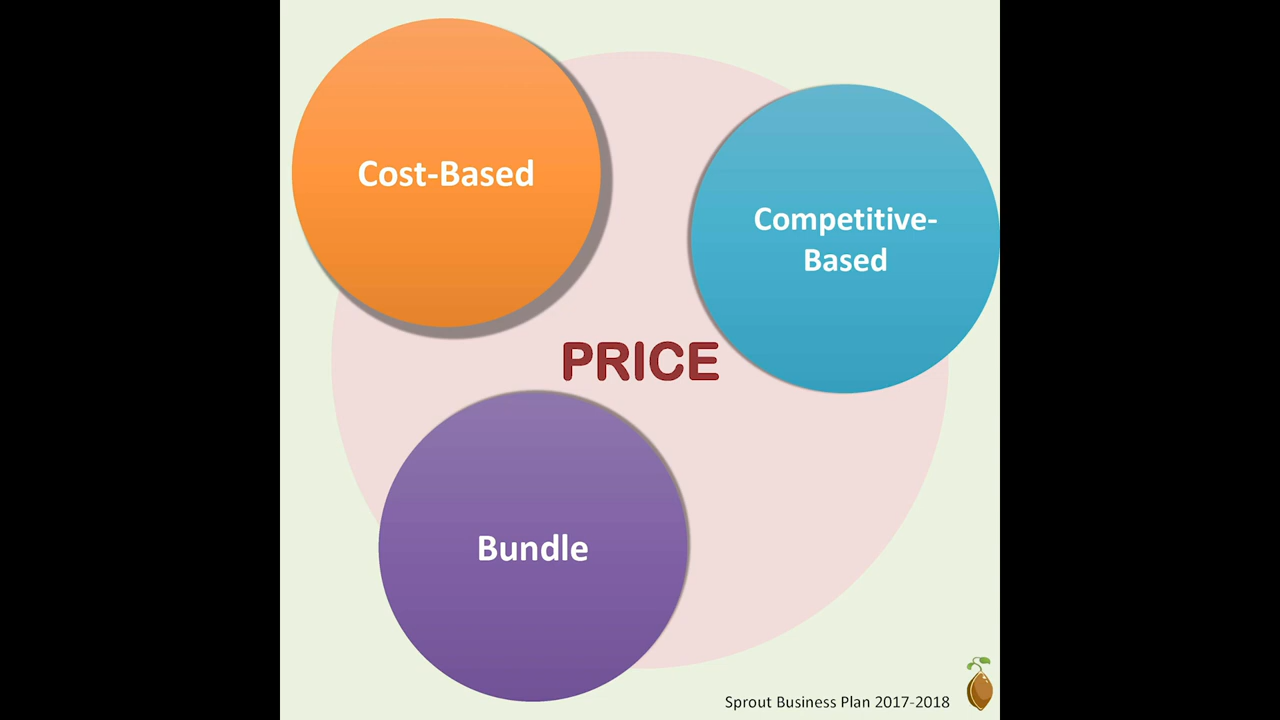 Cost-Based
Competitive-
Based
PRICE
Bundle
Sprout Business Plan 2017-2018